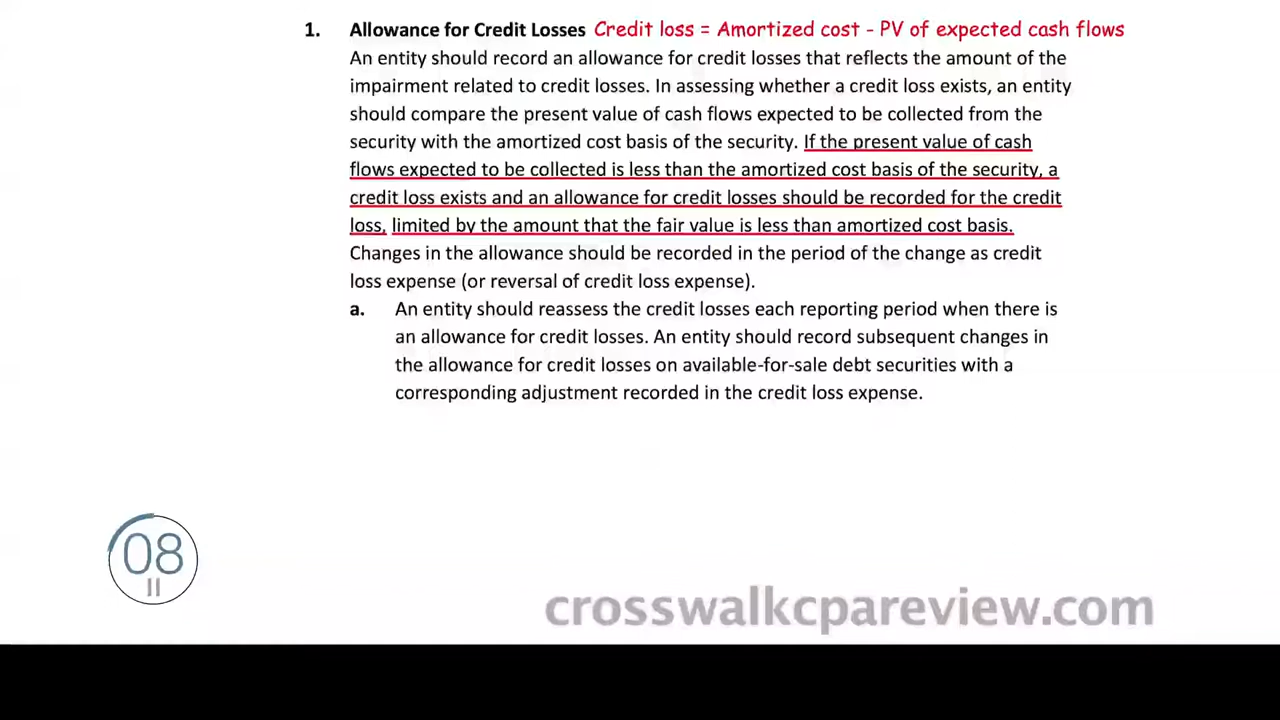 1. Allowance for Credit Losses Credit loss = Amortized cost - PV of expected cash flows
An entity should record an allowance for credit losses that reflects the amount of the
impairment related to credit losses. In assessing whether a credit loss exists, an entity
should compare the present value of cash flows expected to be collected from the
security with the amortized cost basis of the security. If the present value of cash
flows expected to be collected is less than the amortized cost basis of the security, a
credit loss exists and an allowance for credit losses should be recorded for the credit
loss, limited by the amount that the fair value is less than amortized cost basis.
Changes in the allowance should be recorded in the period of the change as credit
loss expense (or reversal of credit loss expense).
a. An entity should reassess the credit losses each reporting period when there is
an allowance for credit losses. An entity should record subsequent changes in
the allowance for credit losses on available-for-sale debt securities with a
corresponding adjustment recorded in the credit loss expense.
08
crosswalkcpareview.com